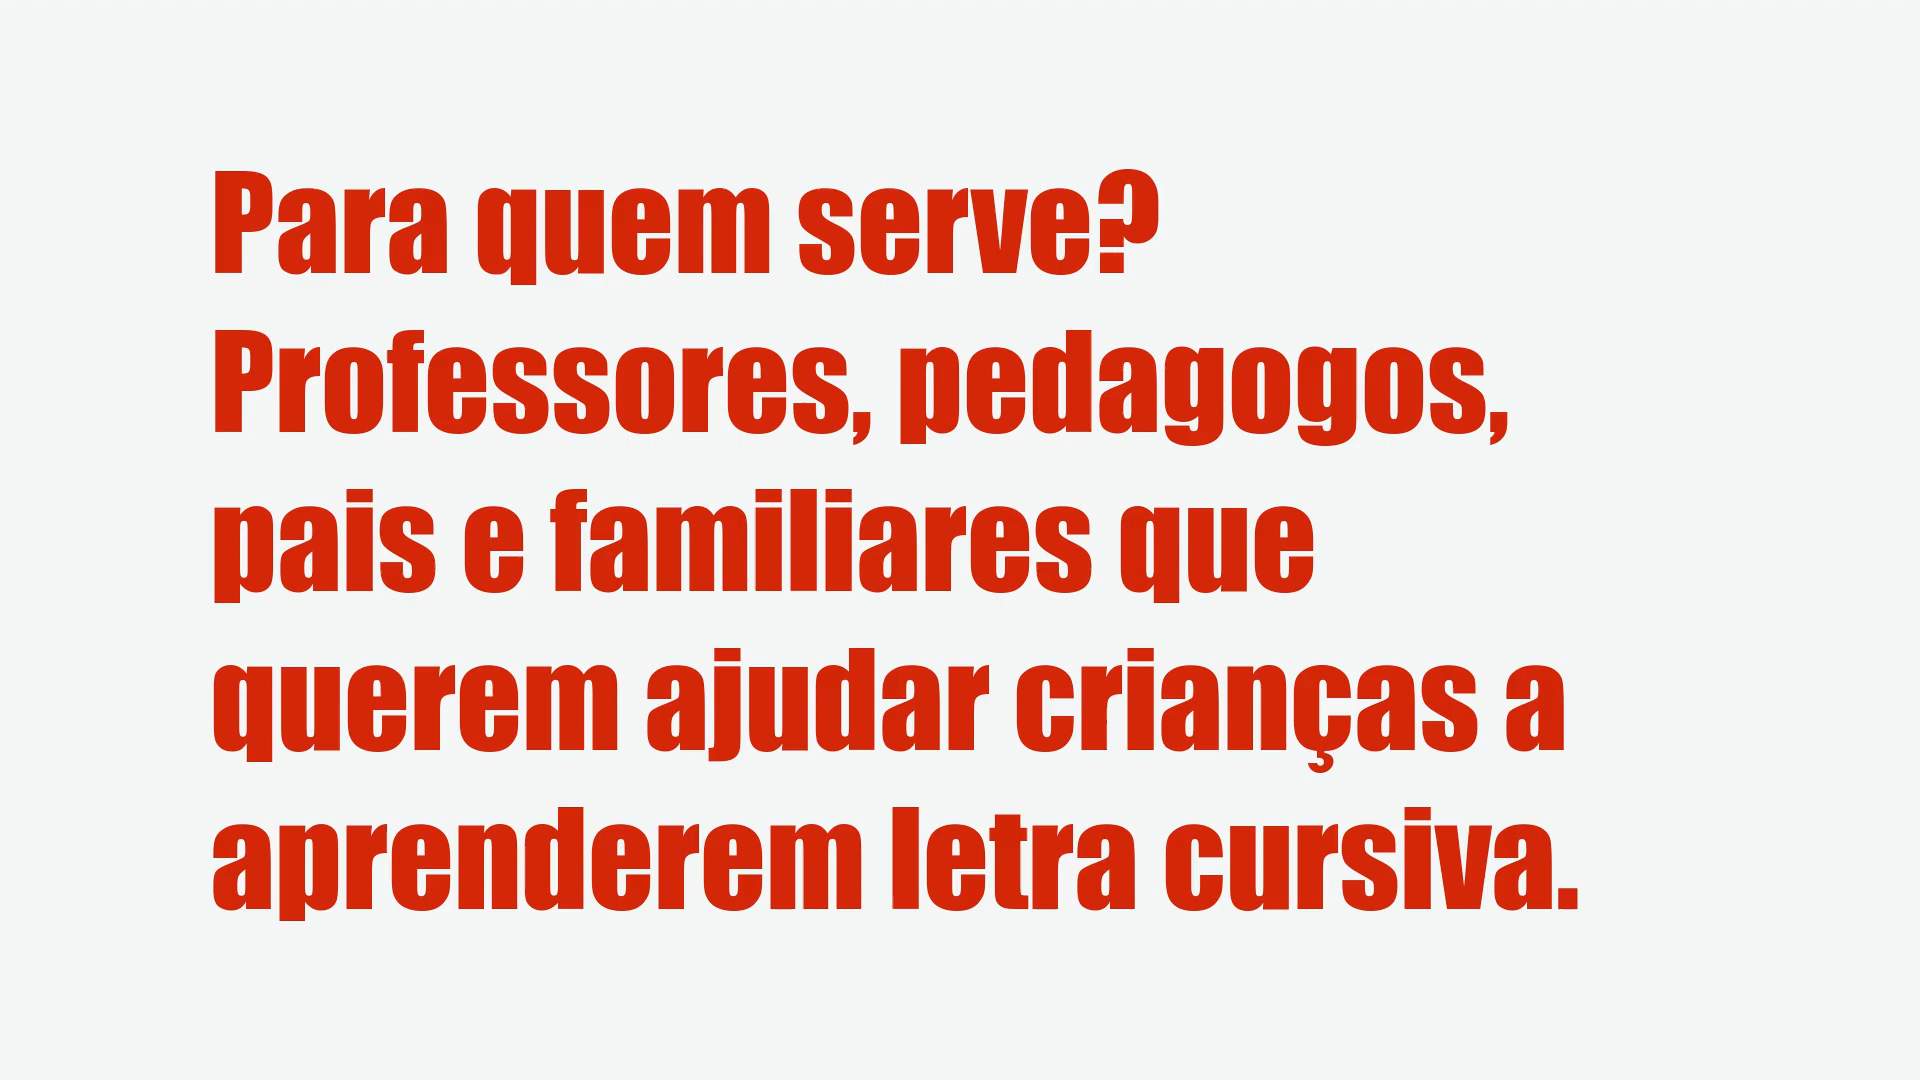 Para quem serve?
Professores, pedagogos,
pais e familiares que
querem ajudar crianças a
aprenderem letra cursiva.